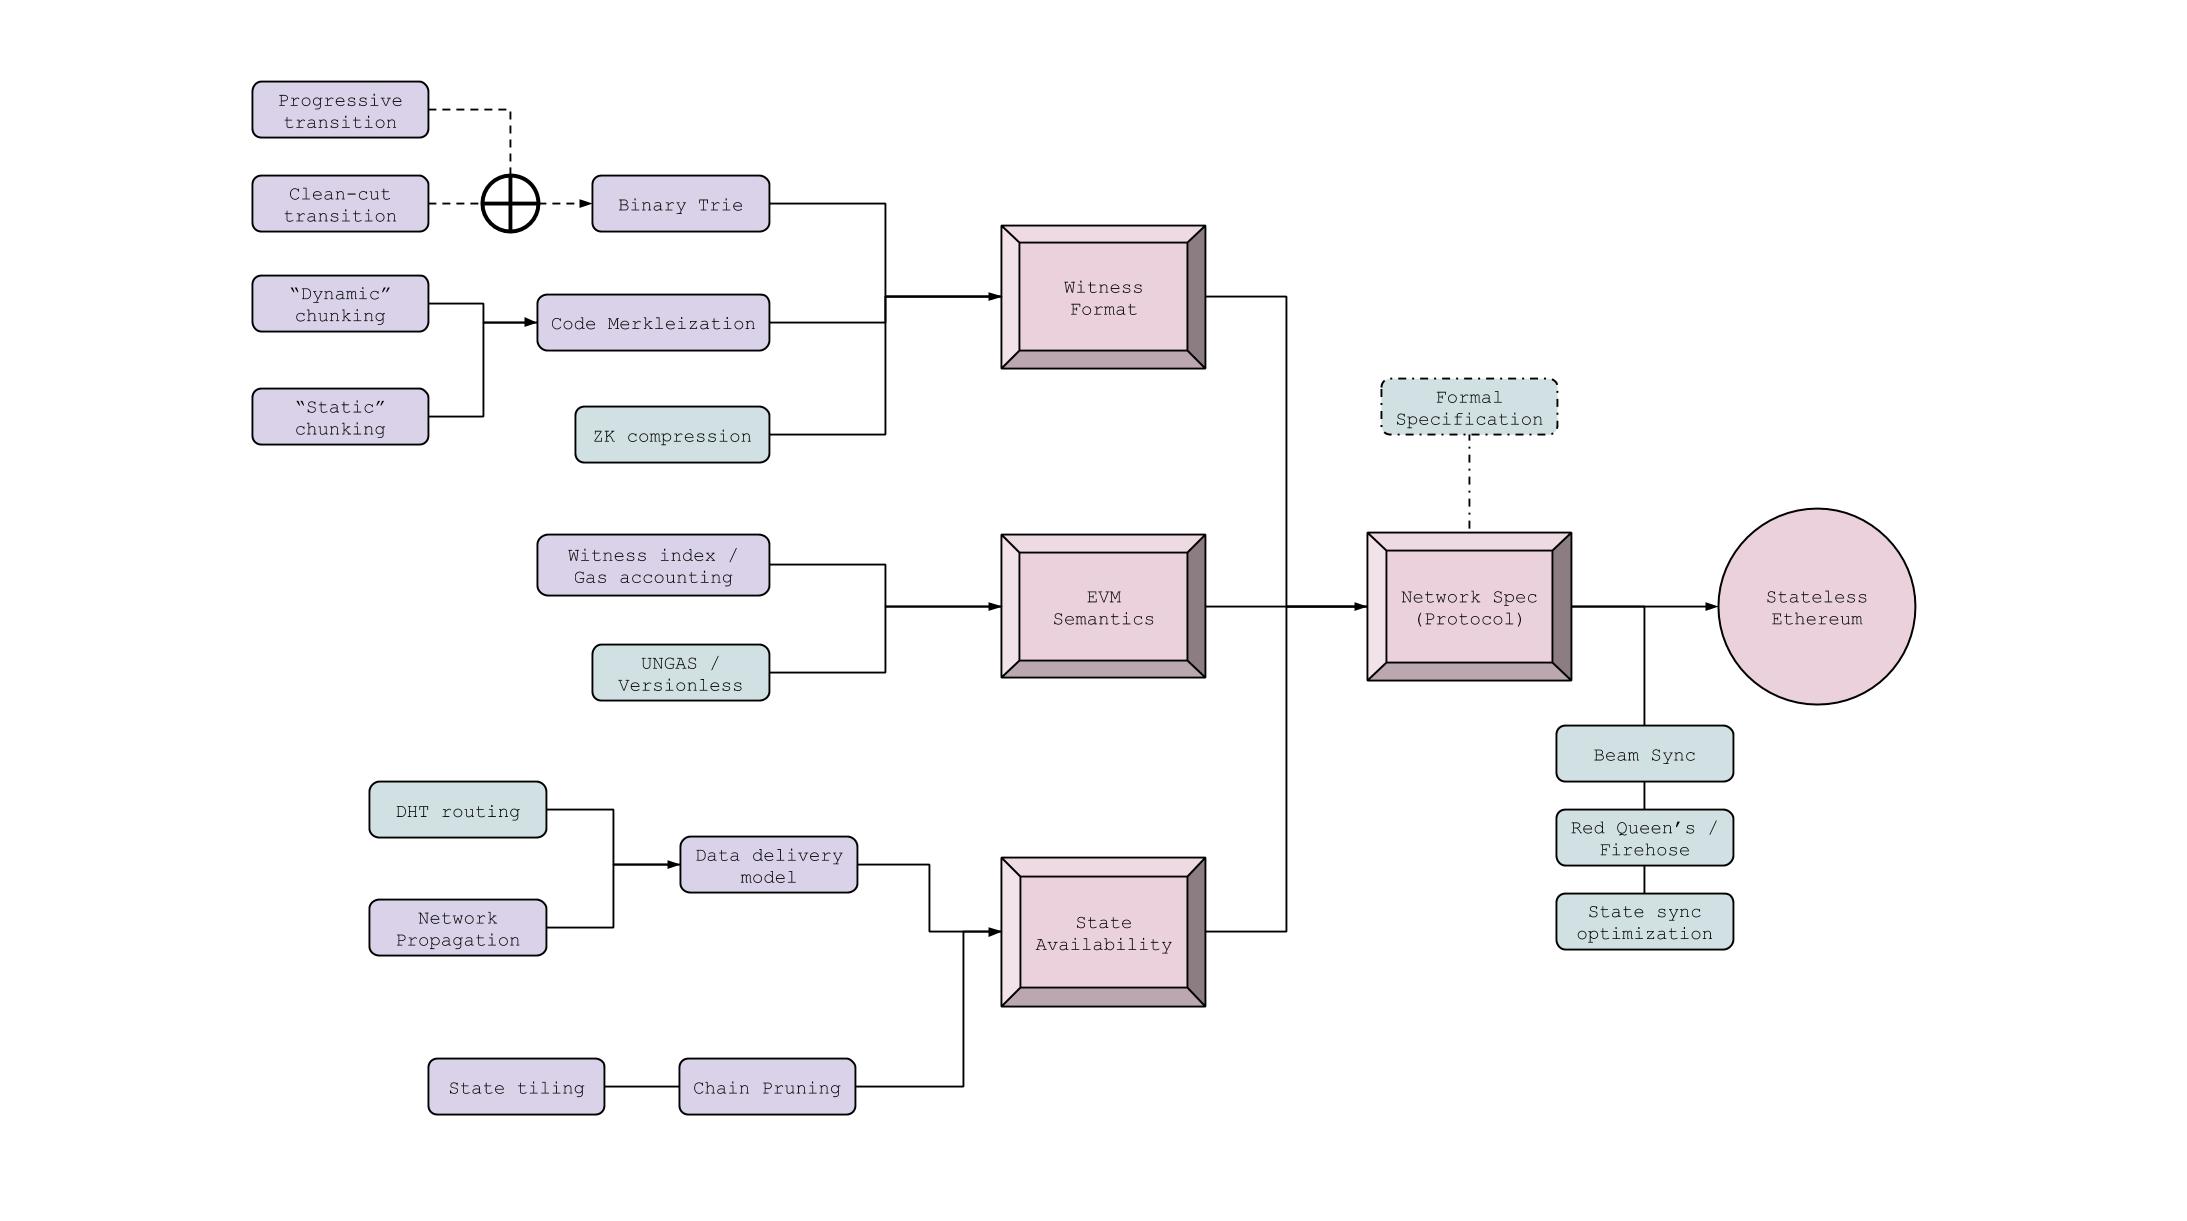 Progressive
transition
Clean-cut
transition
Binary Trie
“Dynamic”
chunking
Code Merkleization
“Static”
chunking
ZK compression
Witness
Format
Witness index /
Gas accounting
UNGAS /
Versionless
EVM
Semantics
DHT routing
Network
Propagation
Data delivery
model
State
Availability
State tiling
Chain Pruning
Formal
Specification
Network Spec
(Protocol)
Stateless
Ethereum
Beam Sync
Red Queen’s /
Firehose
State sync
optimization